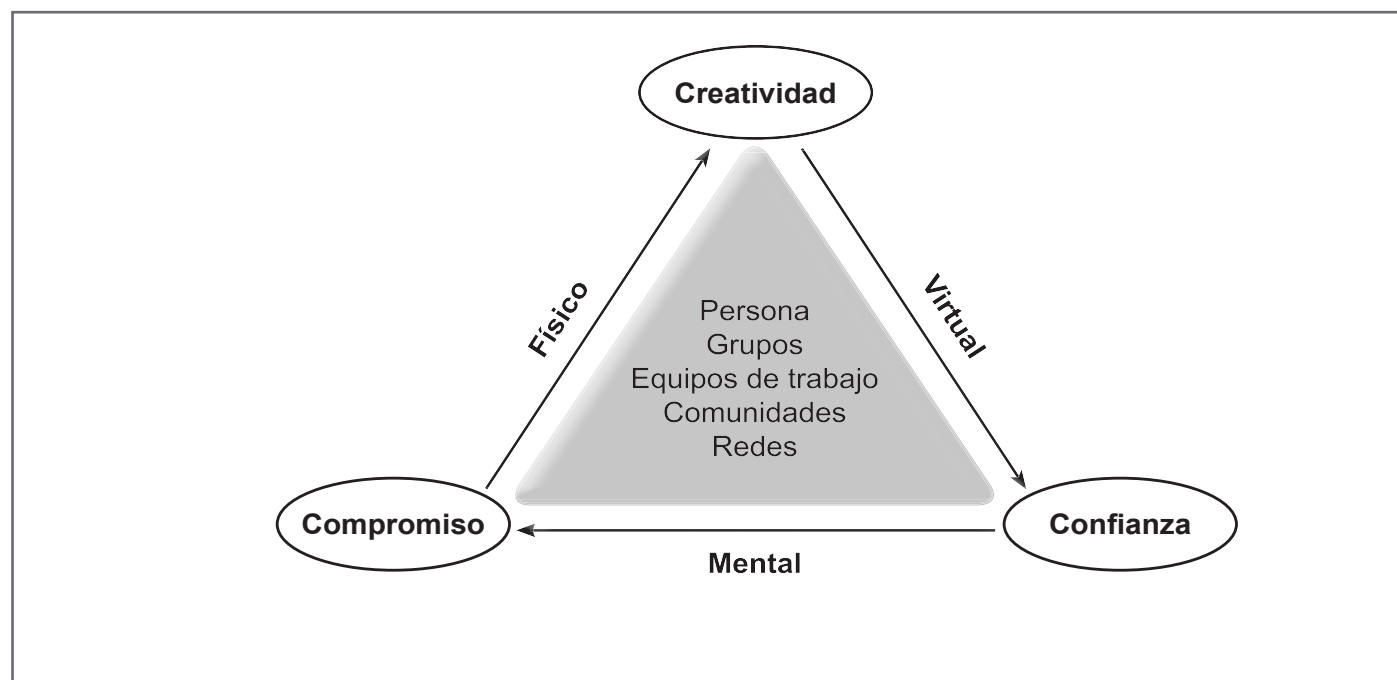 Creatividad
Físico
Virtual
Persona
Grupos
Equipos de trabajo
Comunidades
Redes
Compromiso
Confianza
Mental